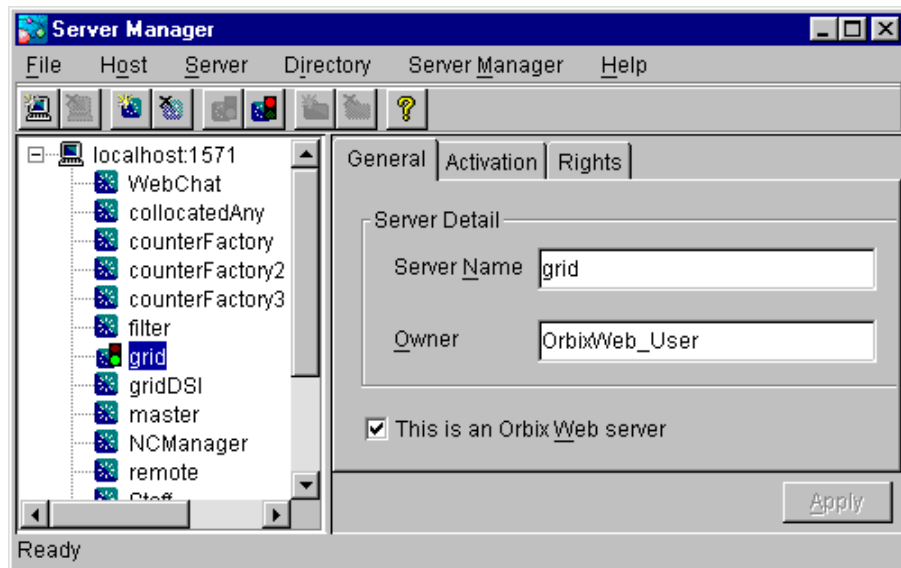 Server Manager
File Host Server Directory Server Manager Help
localhost:1571
WebChat
collocatedAny
counterFactory
counterFactory2
counterFactory3
filter
grid
gridDSI
master
NCManager
remote
General Activation Rights
Server Detail
Server Name grid
Owner OrbixWeb_User
This is an Orbix Web server
Apply
Ready